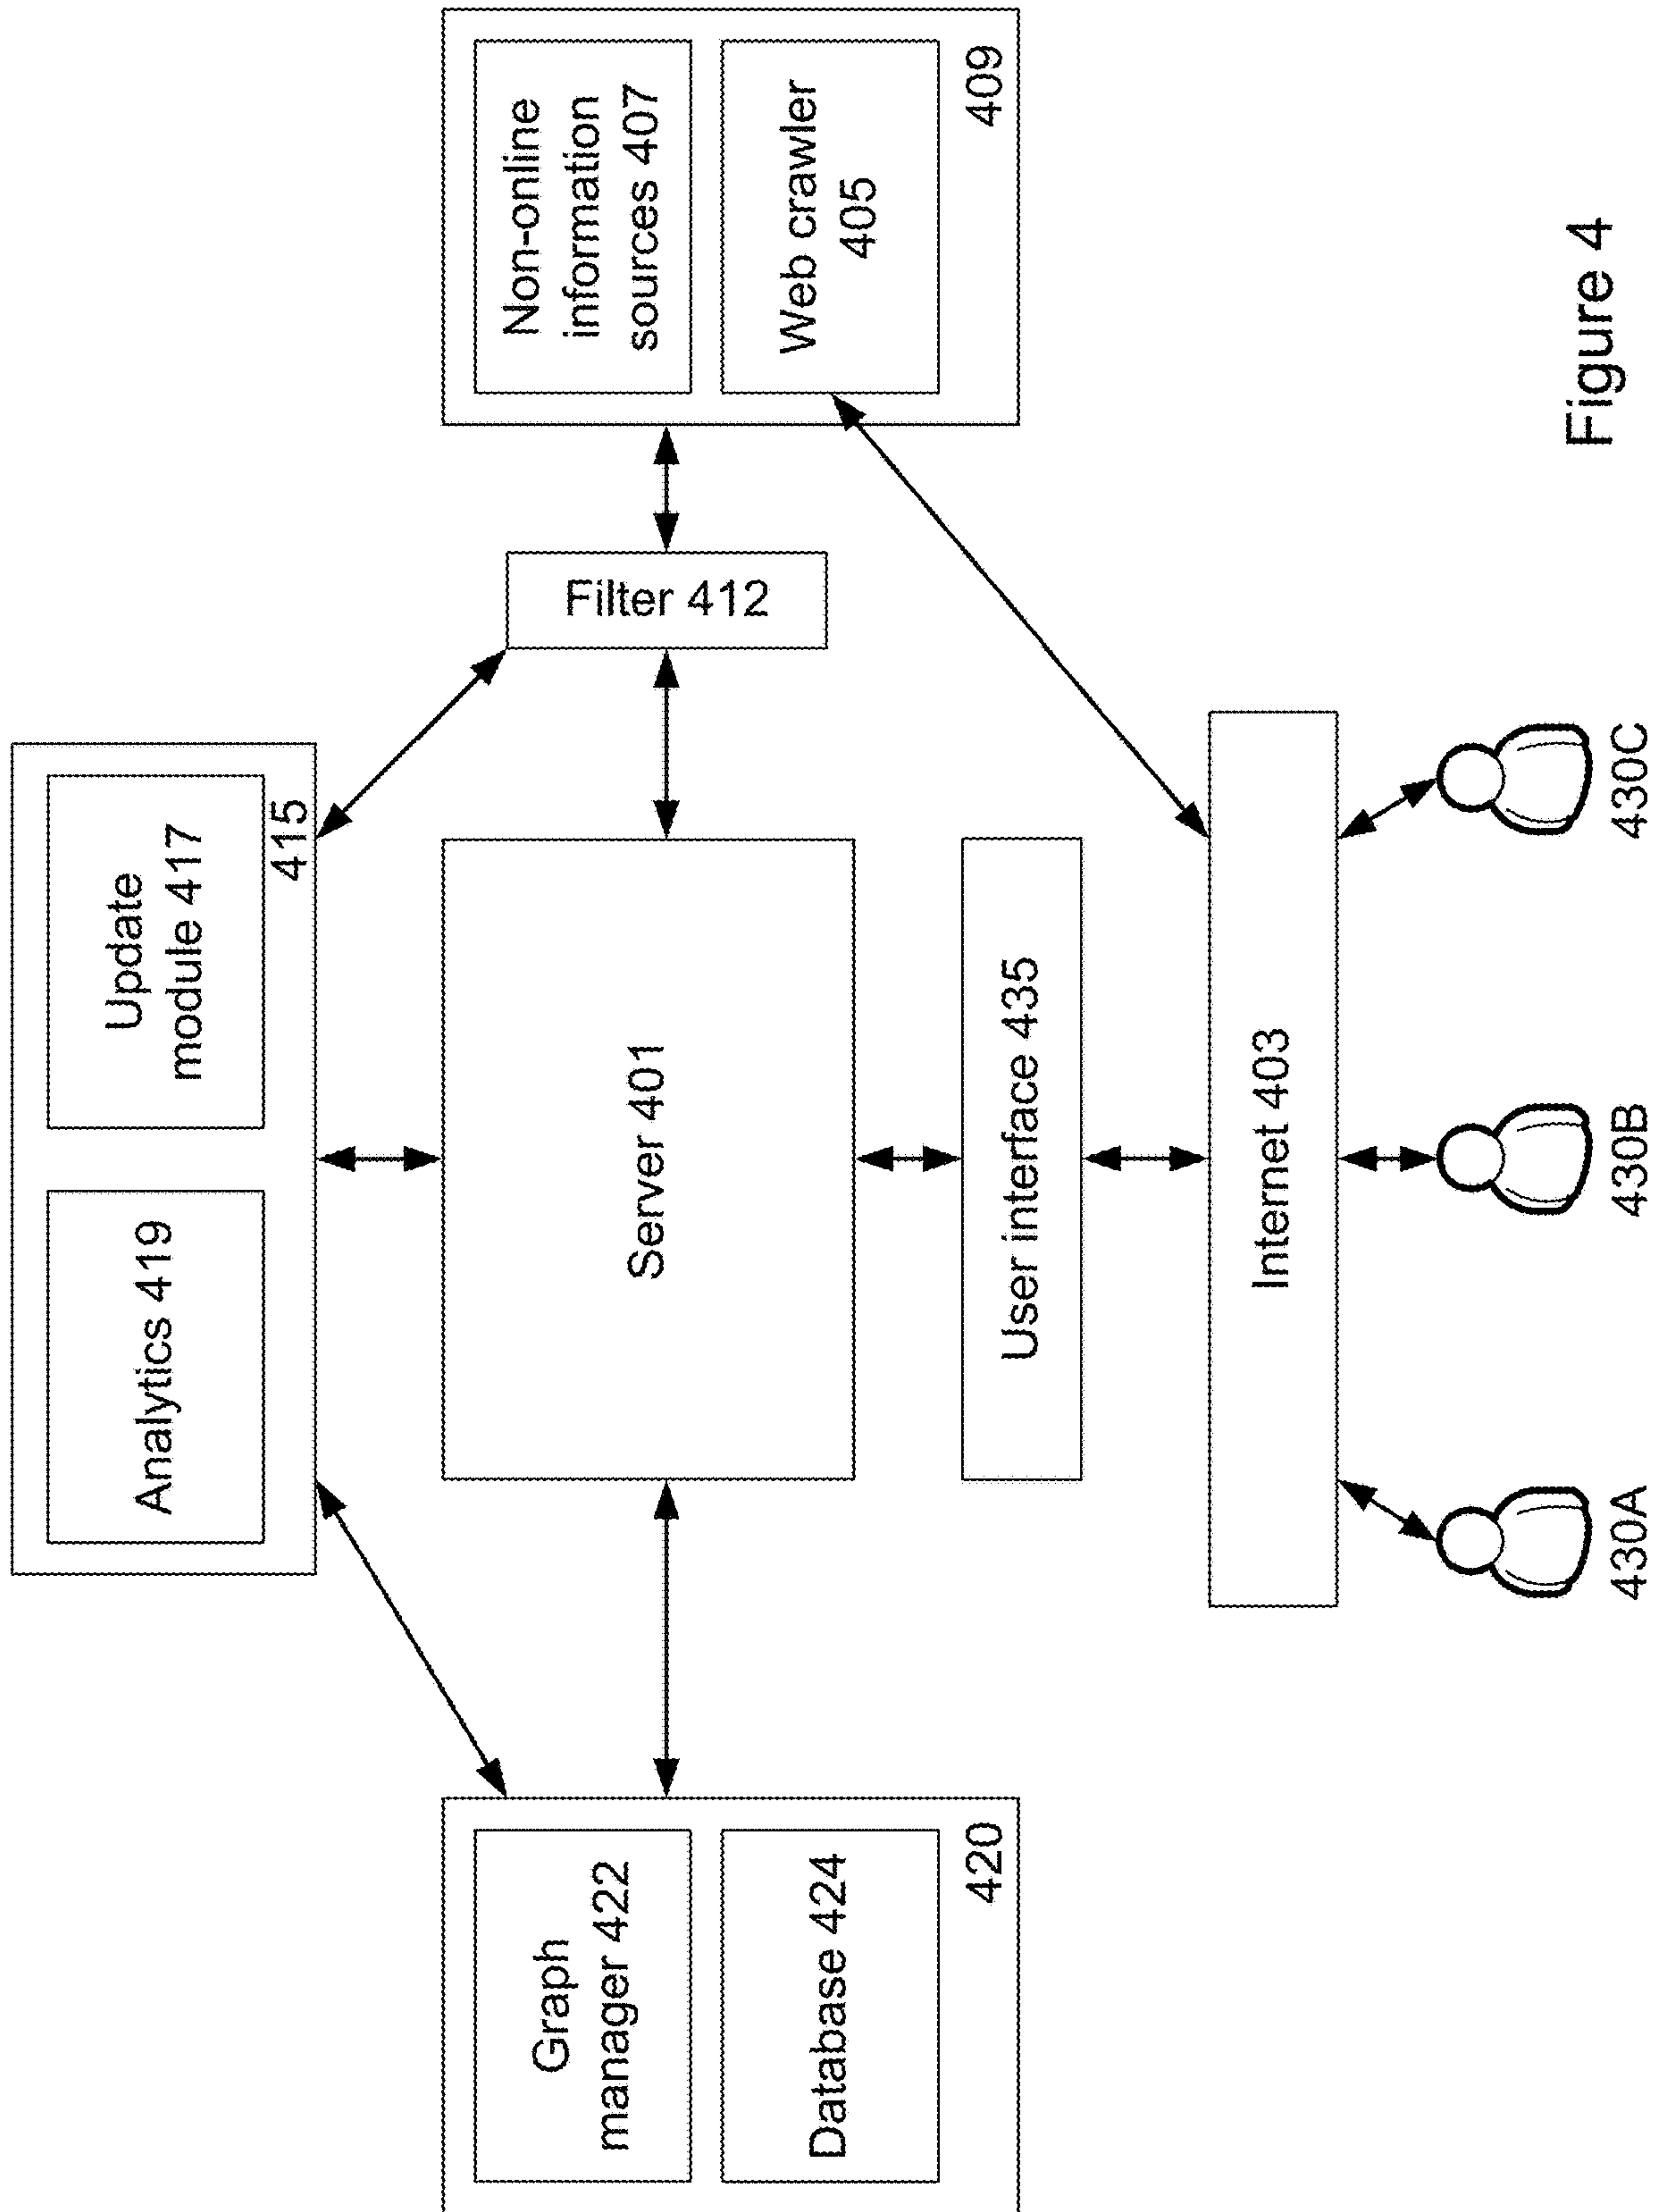 Analytics 419
Update
module 417
415
Graph
manager 422
Database 424
420
Server 401
Filter 412
Non-online
information
sources 407
Web crawler
405
409
User interface 435
Internet 403
430A
430B
430C
Figure 4